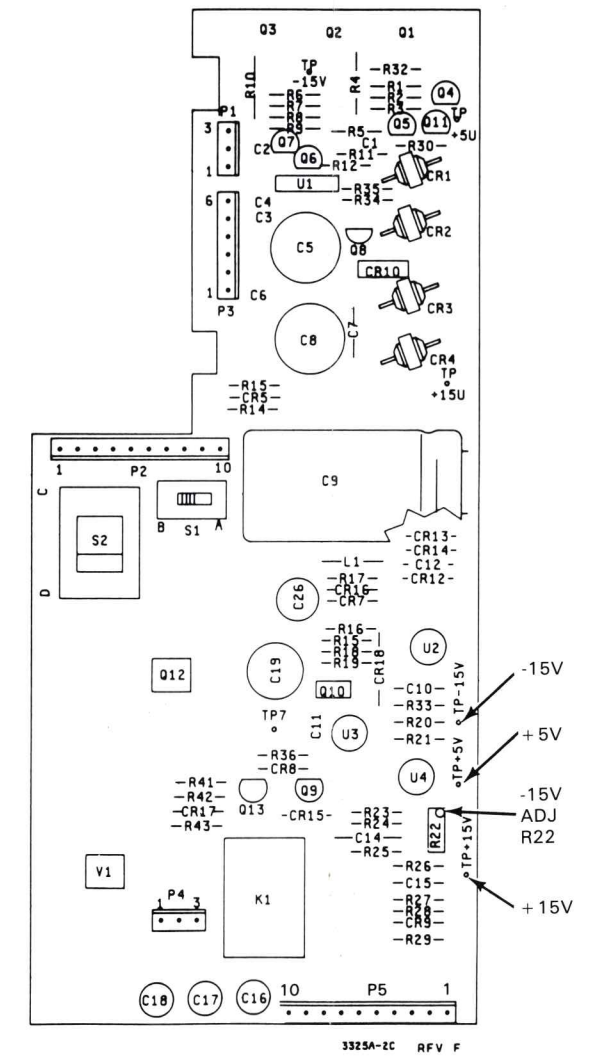 Q3 Q2 Q1
TP
-15V
R10
R4
R32
R6
R7
R8
R9
R1
R2
R3
Q4
TP
+5U
P1
3
1
C2
Q7
Q6
R5
C1
Q5
Q11
R30
R11
R12
U1
R35
R34
CR1
6
C4
C3
C5
Q8
CR2
CR10
1
P3
C6
C8
C7
CR3
CR4
TP
+15U
R15
CR5
R14
1 P2 10
C
D
S2
B S1 A
C9
CR13
CR14
C12
CR12
L1
R17
CR16
CR7
C26
R16
R15
R18
R19
CR18
U2
Q12
C19
Q10
C10
R33
R20
R21
TP-15V
-15V
TP7
C11
U3
R36
CR8
U4
TP+5V
+5V
R41
R42
CR17
R43
Q13
Q9
CR15
R23
R24
C14
R25
R22
-15V
ADJ
R22
TP+15V
V1
R26
C15
R27
R28
CR9
R29
+15V
P4
1 3
K1
C18 C17 C16
10 P5 1
3325A-2C REV F